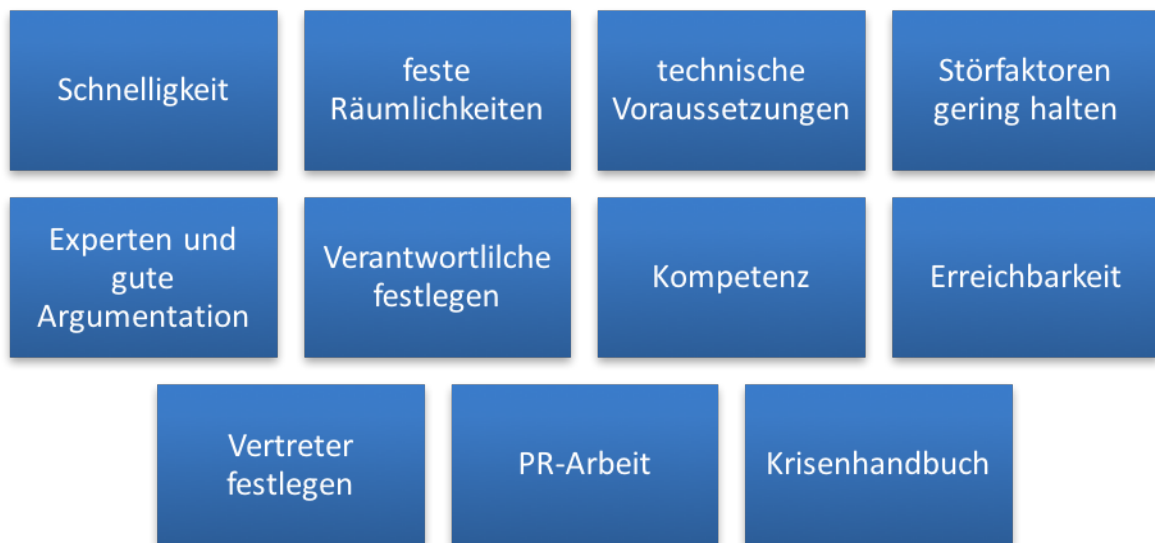 Schnelligkeit
feste
Räumlichkeiten
technische
Voraussetzungen
Störfaktoren
gering halten
Experten und
gute
Argumentation
Verantwortlilche
festlegen
Kompetenz
Erreichbarkeit
Vertreter
festlegen
PR-Arbeit
Krisenhandbuch